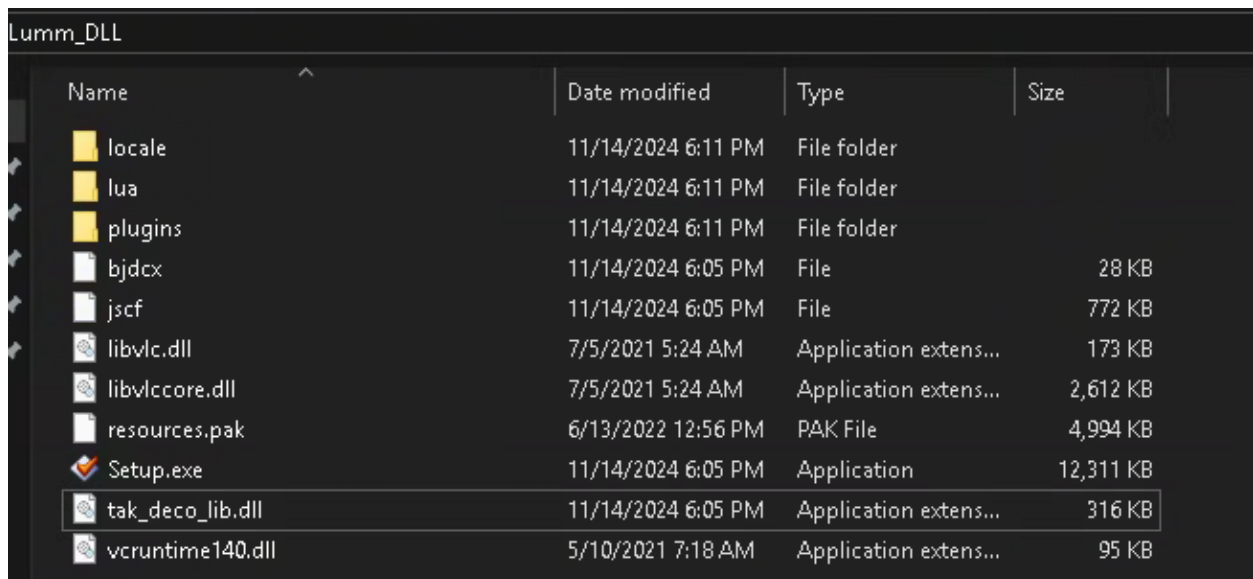 Lumm_DLL
Name Date modified Type Size
locale 11/14/2024 6:11 PM File folder
lua 11/14/2024 6:11 PM File folder
plugins 11/14/2024 6:11 PM File folder
bjdcx 11/14/2024 6:05 PM File 28 KB
jscf 11/14/2024 6:05 PM File 772 KB
libvlc.dll 7/5/2021 5:24 AM Application extens... 173 KB
libvlccore.dll 7/5/2021 5:24 AM Application extens... 2,612 KB
resources.pak 6/13/2022 12:56 PM PAK File 4,994 KB
Setup.exe 11/14/2024 6:05 PM Application 12,311 KB
tak_deco_lib.dll 11/14/2024 6:05 PM Application extens... 316 KB
vcruntime140.dll 5/10/2021 7:18 AM Application extens... 95 KB